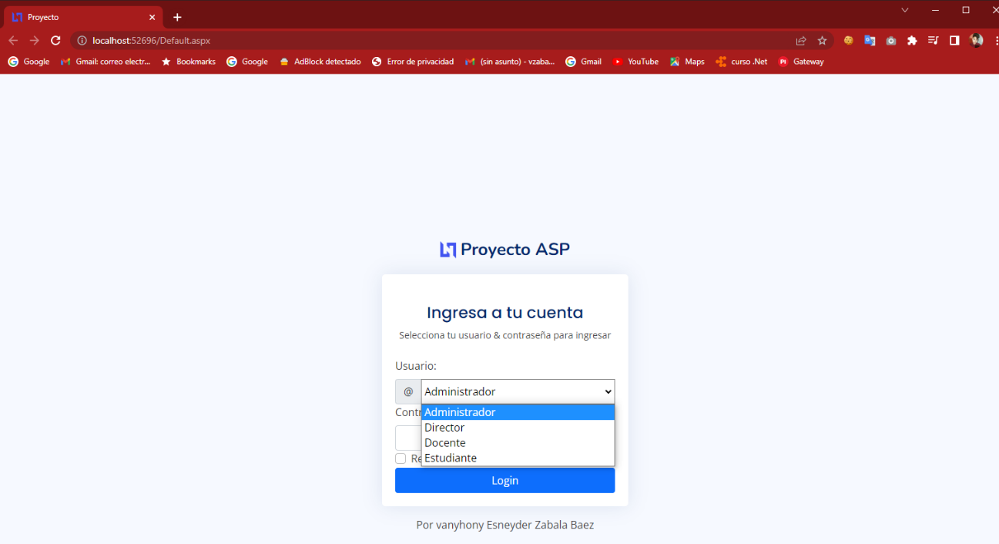 Proyecto
localhost:52696/Default.aspx
Google
Gmail: correo electr...
Bookmarks
Google
AdBlock detectado
Error de privacidad
(sin asunto) - vzaba...
Gmail
YouTube
Maps
curso .Net
PI
Gateway
Proyecto ASP
Ingresa a tu cuenta
Selecciona tu usuario & contraseña para ingresar
Usuario:
@ Administrador
Contr
Administrador
Director
Docente
Estudiante
Re
Login
Por vanyhony Esneyder Zabala Baez